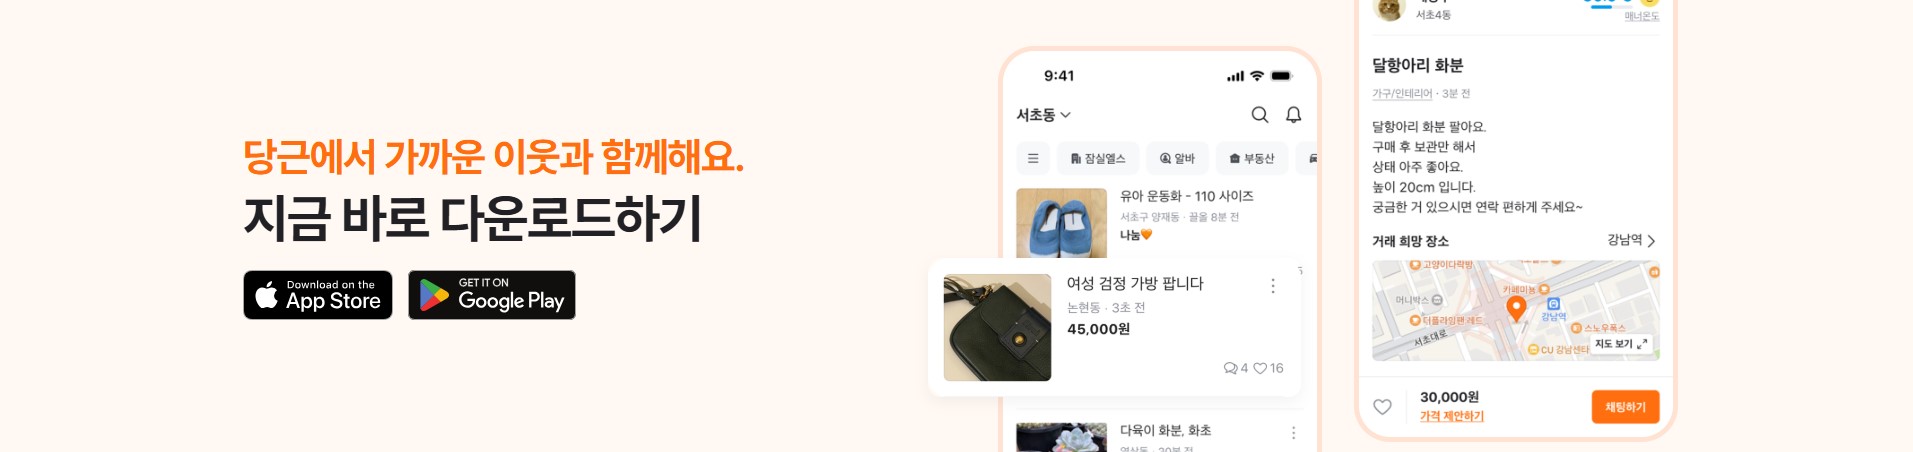 당근에서 가까운 이웃과 함께해요.
지금 바로 다운로드하기
Download on the
App Store
GET IT ON
Google Play
9:41
서초동
잠실엘스
알바
부동산
유아 운동화 - 110 사이즈
서초구 양재동 · 끌올 8분 전
나눔🧡
여성 검정 가방 팝니다
논현동 · 3초 전
45,000원
4
16
다육이 화분, 화초
서초4동
매너온도
달항아리 화분
가구/인테리어 · 3분 전
달항아리 화분 팔아요.
구매 후 보관만 해서
상태 아주 좋아요.
높이 20cm 입니다.
궁금한 거 있으시면 연락 편하게 주세요~
거래 희망 장소
강남역
고양이다락방
카페미뇸
머니박스
강남역
더플라잉팬 레드
스노우폭스
서초대로
CU 강남센타
지도 보기
30,000원
가격 제안하기
채팅하기